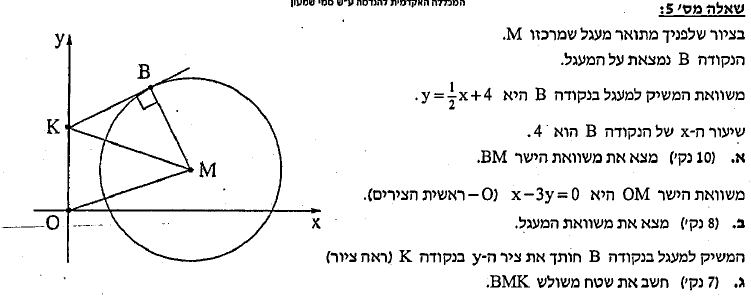 המכללה האקדמית להנדסה ע״ש סמי שמעון
שאלה מס׳ 5:
בציור שלפניך מתואר מעגל שמרכזו M.
הנקודה B נמצאת על המעגל.
משוואת המשיק למעגל בנקודה B היא y=½x+4.
שיעור ה-x של הנקודה B הוא 4.
א. (10 נק׳) מצא את משוואת הישר BM.
משוואת הישר OM היא x-3y=0 (O – ראשית הצירים).
ב. (8 נק׳) מצא את משוואת המעגל.
המשיק למעגל בנקודה B חותך את ציר ה-y בנקודה K (ראה ציור)
ג. (7 נק׳) חשב את שטח משולש BMK.
y
B
K
M
O
x